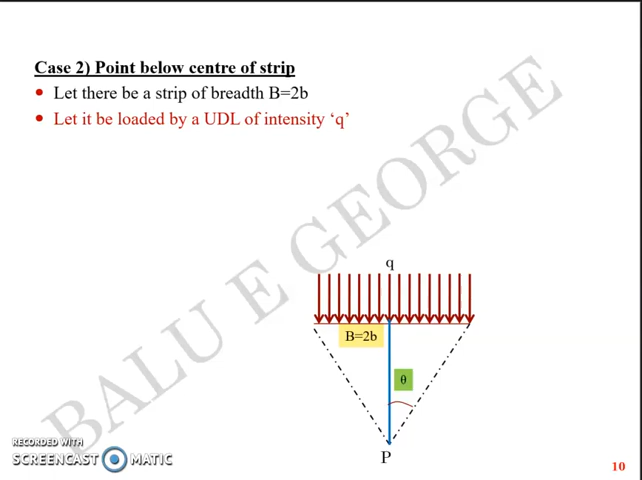 Case 2) Point below centre of strip
• Let there be a strip of breadth B=2b
• Let it be loaded by a UDL of intensity ‘q’
BALU E GEORGE
q
B=2b
θ
P
RECORDED WITH
SCREENCAST MATIC
10